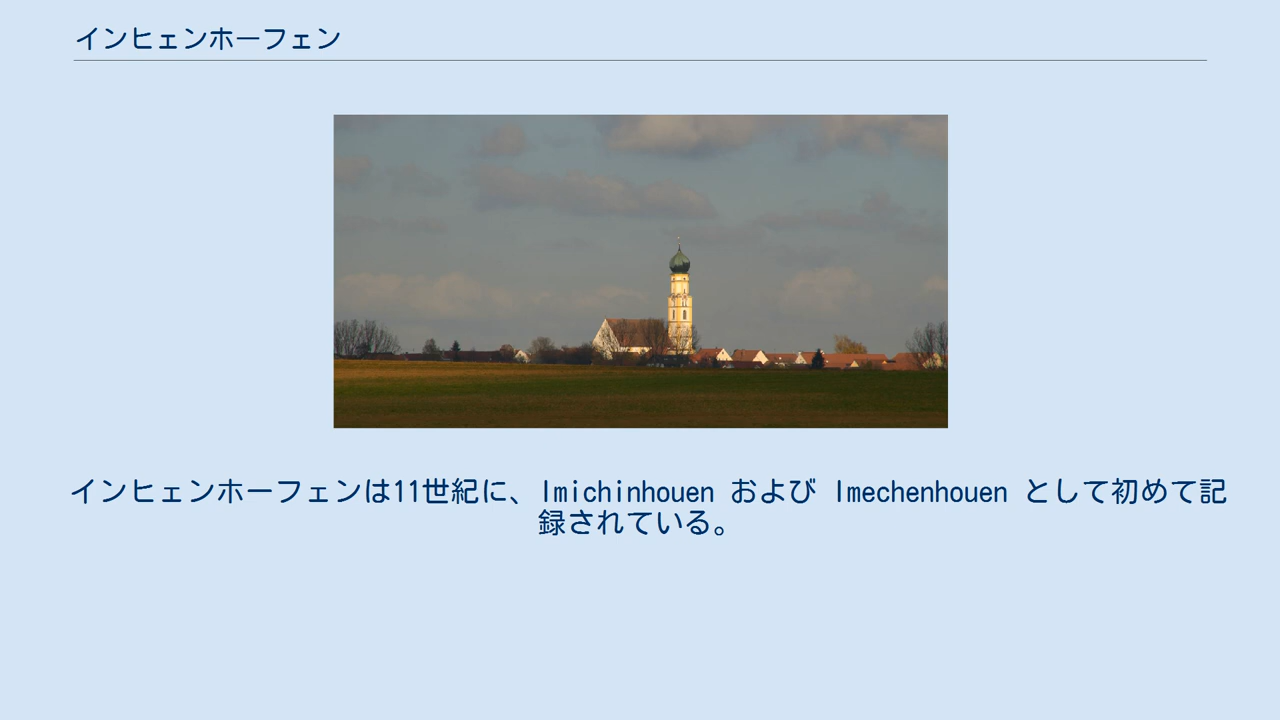 インヒェンホーフェン
インヒェンホーフェンは11世紀に、Imichinhouen および Imechenhouen として初めて記
録されている。